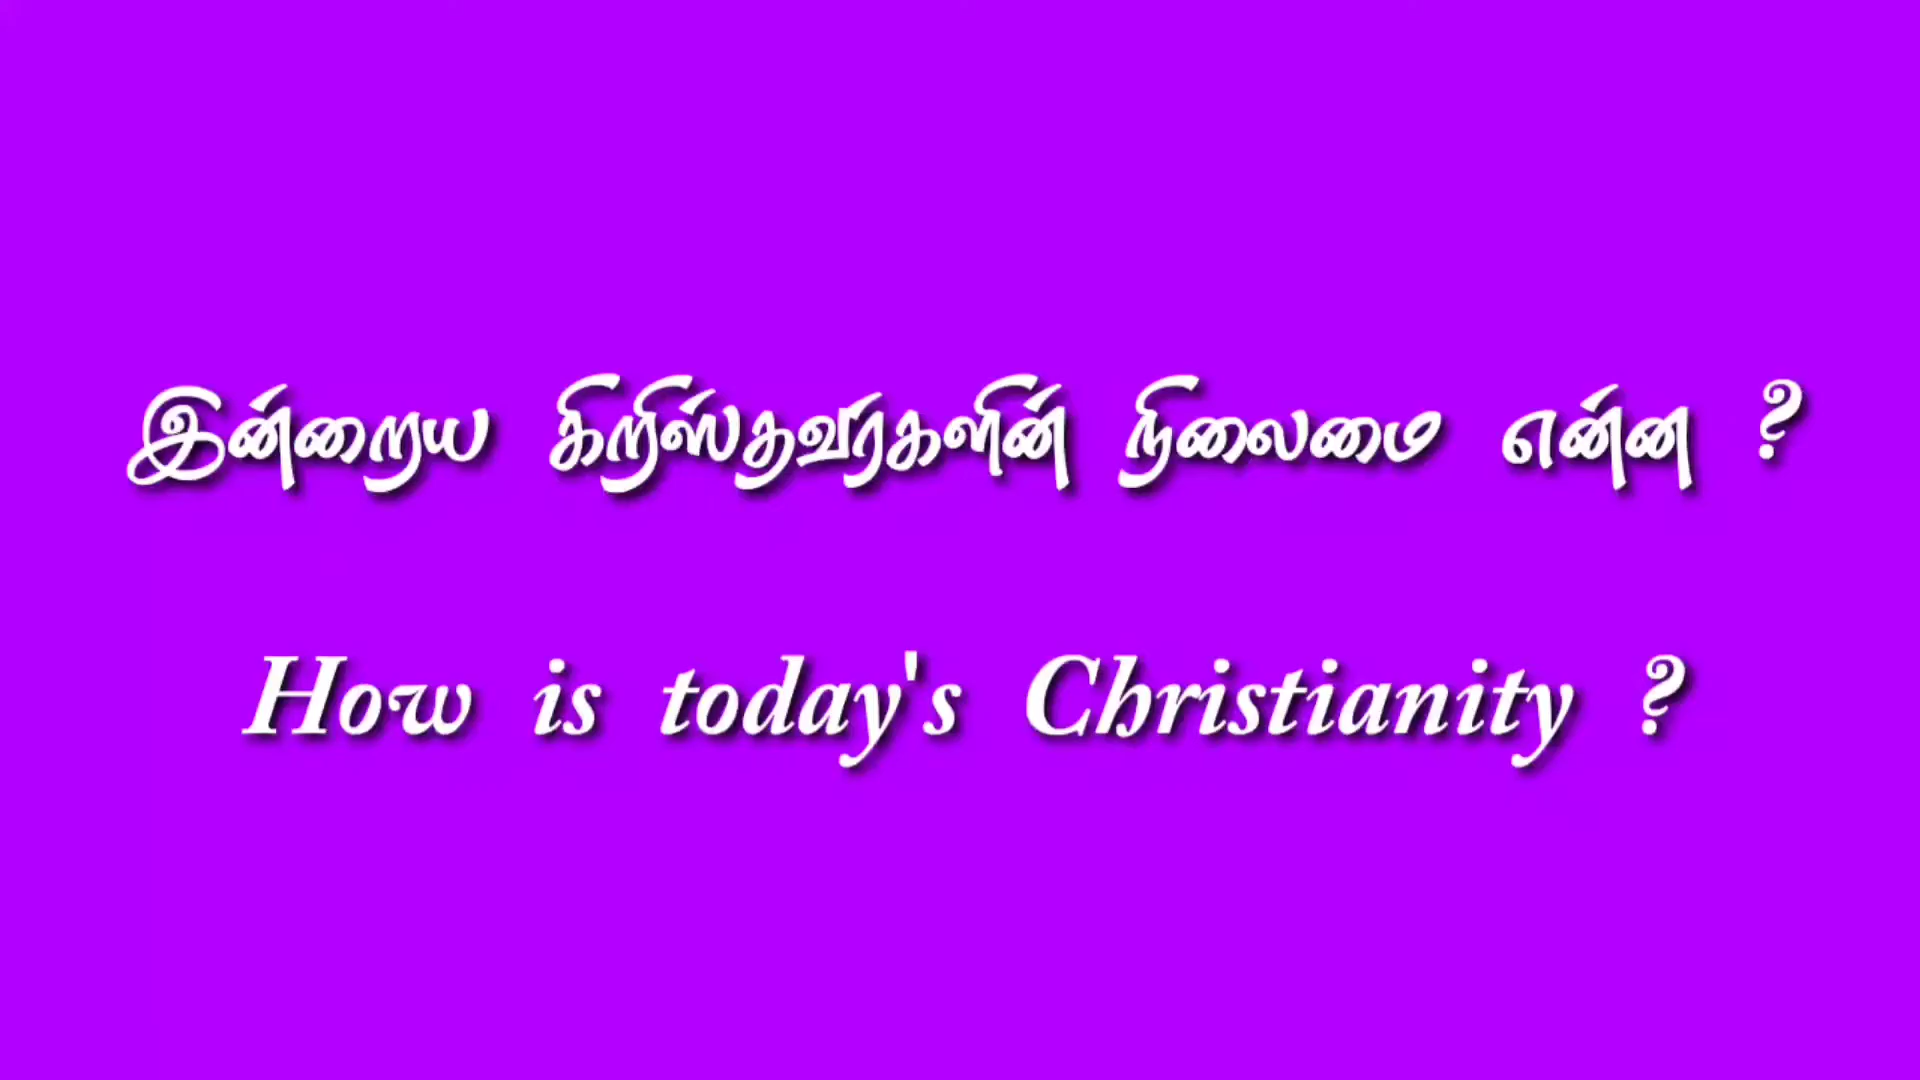 இன்றைய கிறிஸ்தவர்களின் நிலைமை என்ன ?
How is today's Christianity ?